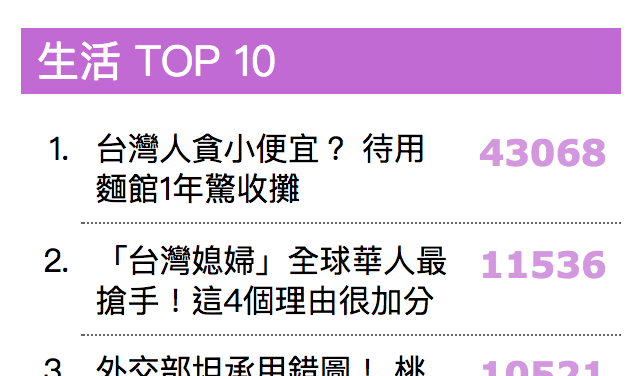 生活 TOP 10
1. 台灣人貪小便宜？ 待用 43068
麵館1年驚收攤
2. 「台灣媳婦」全球華人最 11536
搶手！這4個理由很加分
3. 外交部坦承用錯圖！ 桃 10521